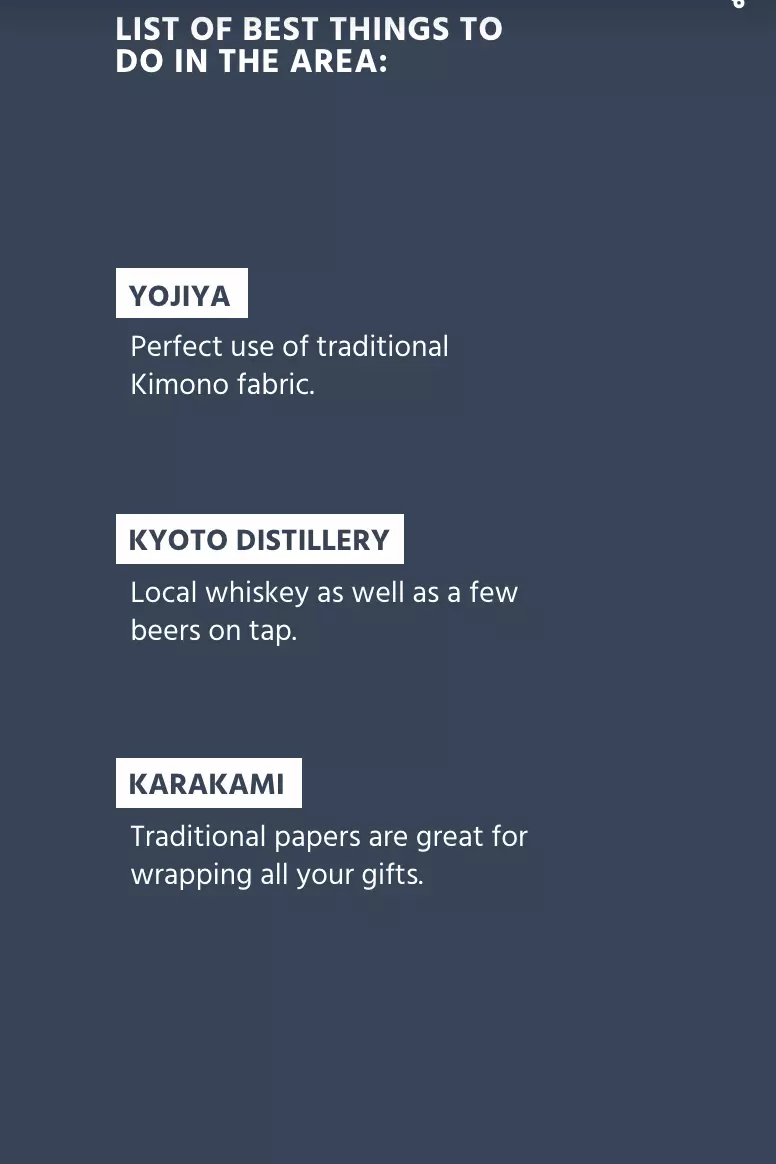 LIST OF BEST THINGS TO
DO IN THE AREA:
YOJIYA
Perfect use of traditional
Kimono fabric.
KYOTO DISTILLERY
Local whiskey as well as a few
beers on tap.
KARAKAMI
Traditional papers are great for
wrapping all your gifts.